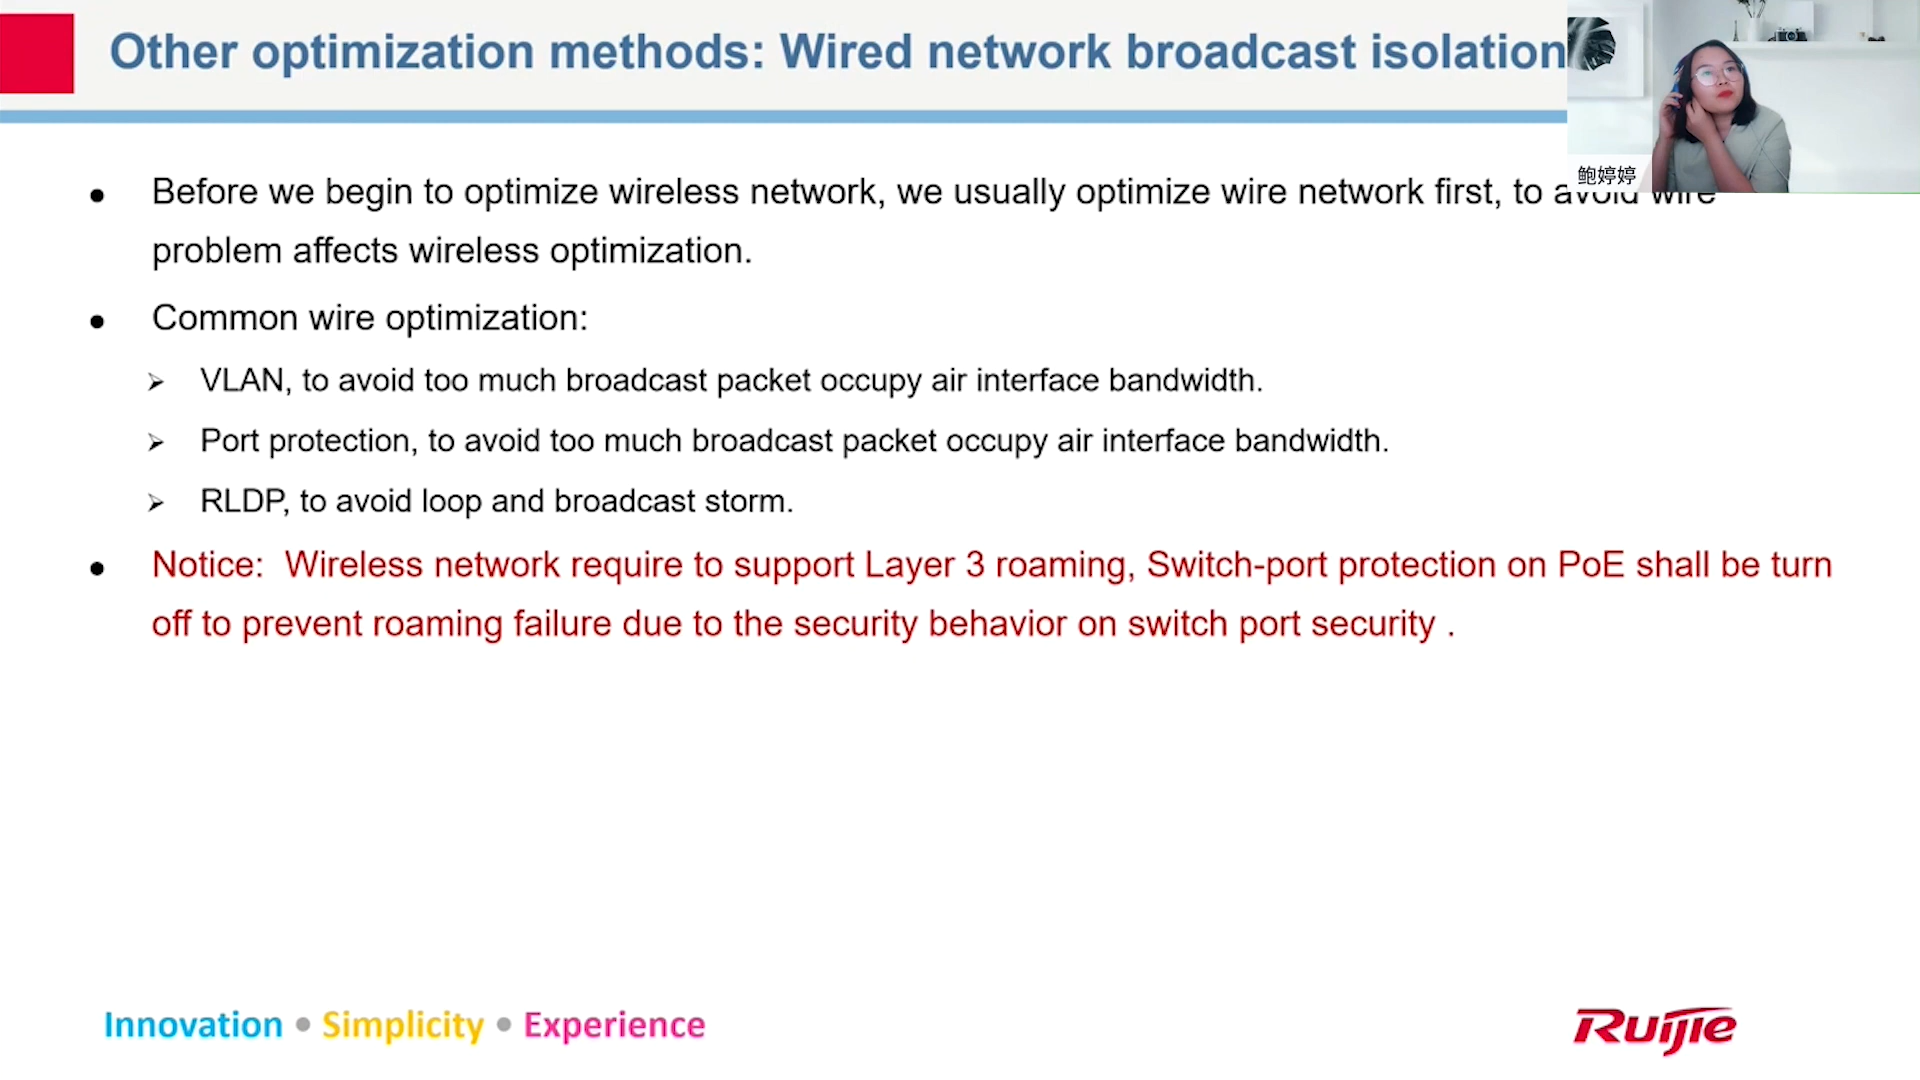 Other optimization methods: Wired network broadcast isolation
鲍婷婷
• Before we begin to optimize wireless network, we usually optimize wire network first, to avoid wire
problem affects wireless optimization.
• Common wire optimization:
➢ VLAN, to avoid too much broadcast packet occupy air interface bandwidth.
➢ Port protection, to avoid too much broadcast packet occupy air interface bandwidth.
➢ RLDP, to avoid loop and broadcast storm.
• Notice: Wireless network require to support Layer 3 roaming, Switch-port protection on PoE shall be turn
off to prevent roaming failure due to the security behavior on switch port security .
Innovation • Simplicity • Experience
Ruijie